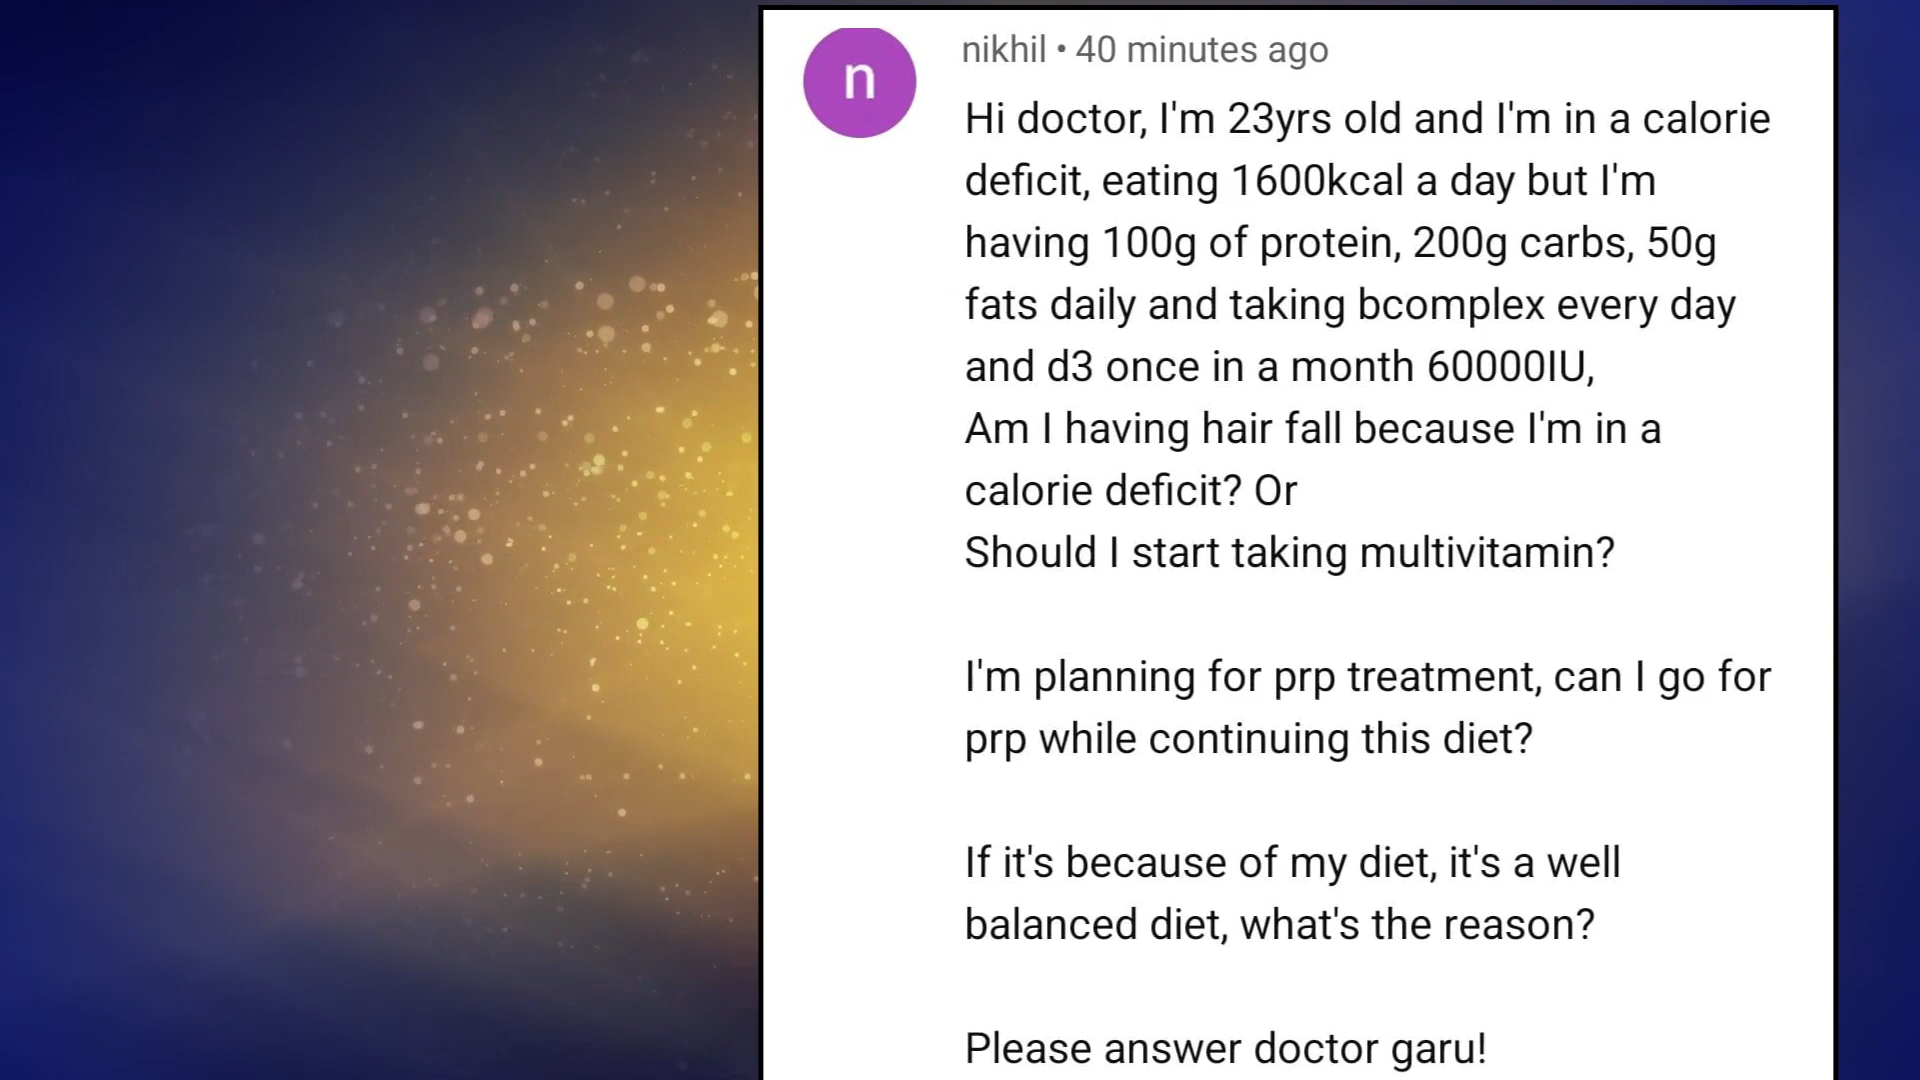 n
nikhil • 40 minutes ago
Hi doctor, I'm 23yrs old and I'm in a calorie
deficit, eating 1600kcal a day but I'm
having 100g of protein, 200g carbs, 50g
fats daily and taking bcomplex every day
and d3 once in a month 60000IU,
Am I having hair fall because I'm in a
calorie deficit? Or
Should I start taking multivitamin?
I'm planning for prp treatment, can I go for
prp while continuing this diet?
If it's because of my diet, it's a well
balanced diet, what's the reason?
Please answer doctor garu!